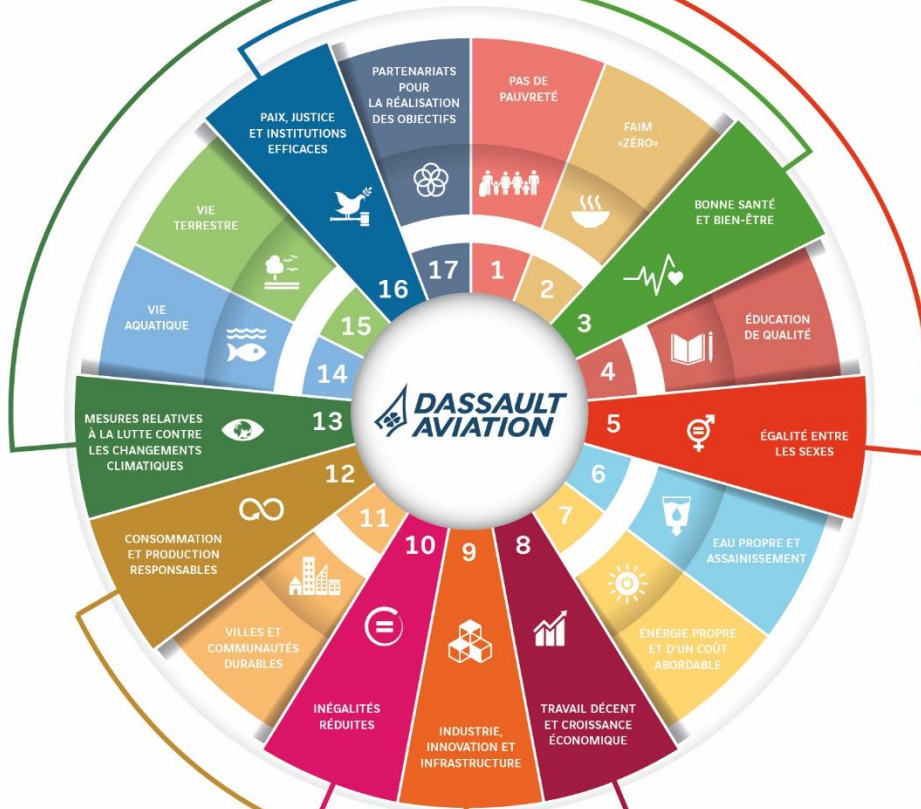 PARTENARIATS
POUR
LA RÉALISATION
DES OBJECTIFS
17
PAS DE
PAUVRETÉ
1
FAIM
«ZÉRO»
2
BONNE SANTÉ
ET BIEN-ÊTRE
3
ÉDUCATION
DE QUALITÉ
4
ÉGALITÉ ENTRE
LES SEXES
5
EAU PROPRE ET
ASSAINISSEMENT
6
ÉNERGIE PROPRE
ET D'UN COÛT
ABORDABLE
7
TRAVAIL DÉCENT
ET CROISSANCE
ÉCONOMIQUE
8
INDUSTRIE,
INNOVATION ET
INFRASTRUCTURE
9
INÉGALITÉS
RÉDUITES
10
VILLES ET
COMMUNAUTÉS
DURABLES
11
CONSOMMATION
ET PRODUCTION
RESPONSABLES
12
MESURES RELATIVES
À LA LUTTE CONTRE
LES CHANGEMENTS
CLIMATIQUES
13
VIE
AQUATIQUE
14
VIE
TERRESTRE
15
PAIX, JUSTICE
ET INSTITUTIONS
EFFICACES
16
DASSAULT
AVIATION